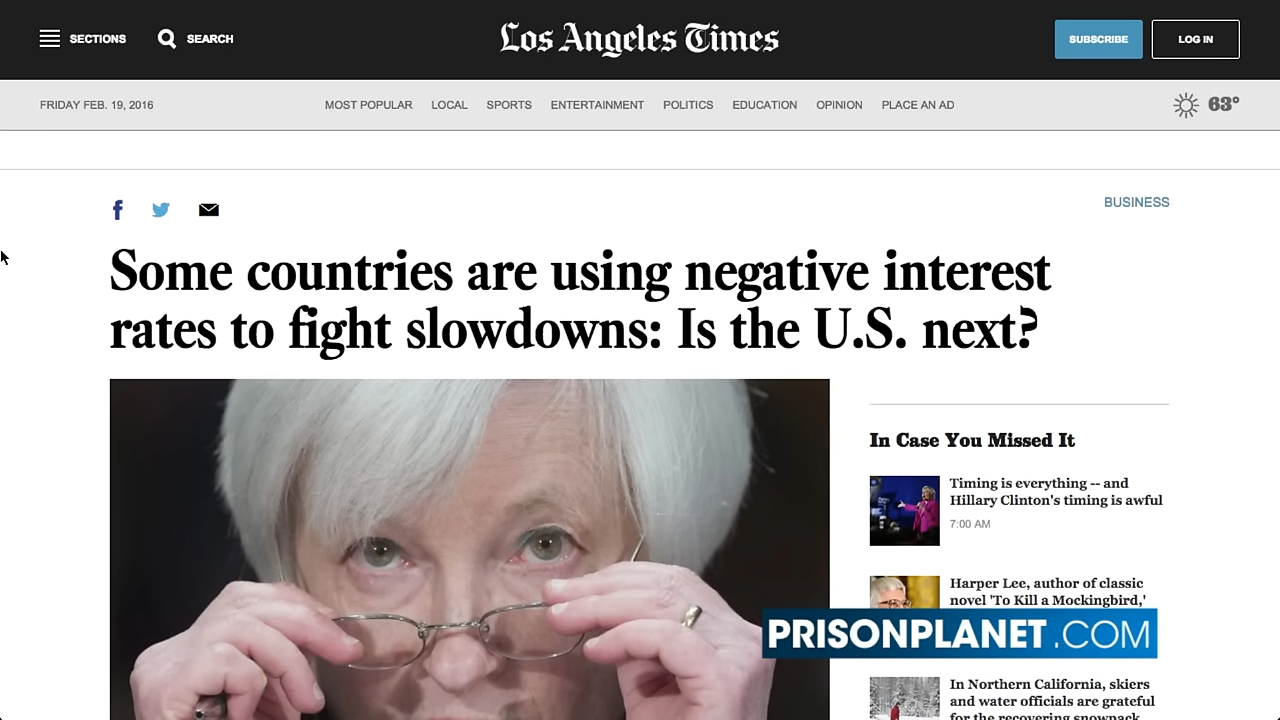 SECTIONS
SEARCH
Los Angeles Times
SUBSCRIBE
LOG IN
FRIDAY FEB. 19, 2016
MOST POPULAR
LOCAL
SPORTS
ENTERTAINMENT
POLITICS
EDUCATION
OPINION
PLACE AN AD
63°
BUSINESS
Some countries are using negative interest
rates to fight slowdowns: Is the U.S. next?
In Case You Missed It
Timing is everything -- and
Hillary Clinton's timing is awful
7:00 AM
Harper Lee, author of classic
novel 'To Kill a Mockingbird,'
PRISONPLANET.COM
In Northern California, skiers
and water officials are grateful
for the recovering snowpack